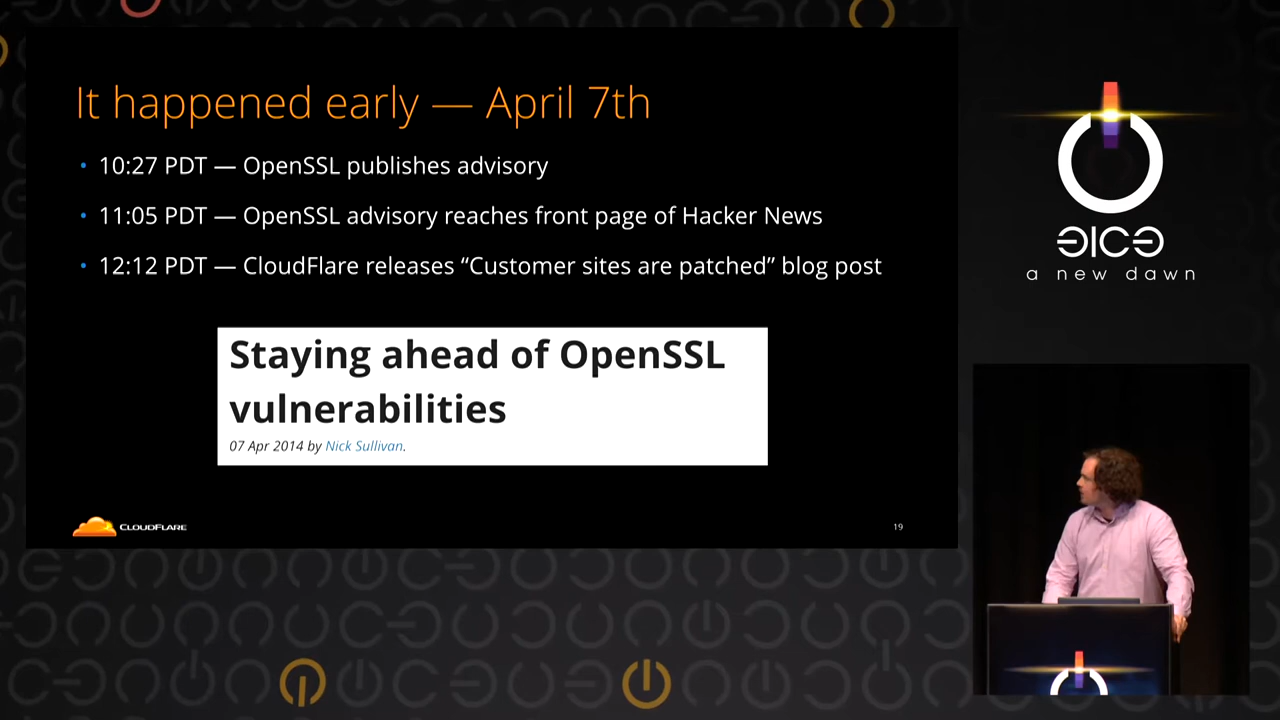 It happened early — April 7th
• 10:27 PDT — OpenSSL publishes advisory
• 11:05 PDT — OpenSSL advisory reaches front page of Hacker News
• 12:12 PDT — CloudFlare releases “Customer sites are patched” blog post
Staying ahead of OpenSSL
vulnerabilities
07 Apr 2014 by Nick Sullivan.
CLOUDFLARE
19
31C3
a new dawn